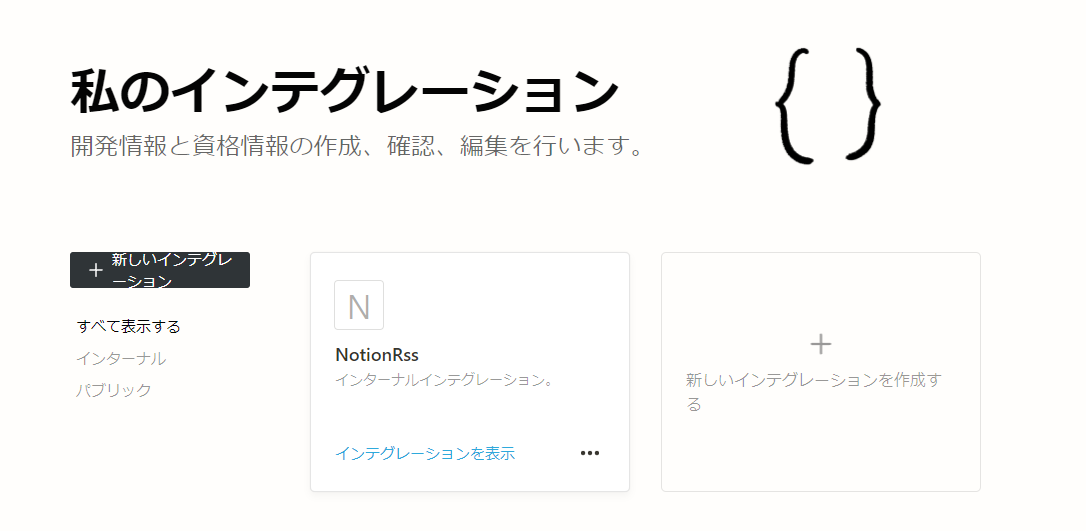 私のインテグレーション
開発情報と資格情報の作成、確認、編集を行います。
新しいインテグレ
ーション
すべて表示する
インターナル
パブリック
N
NotionRss
インターナルインテグレーション。
インテグレーションを表示
新しいインテグレーションを作成す
る